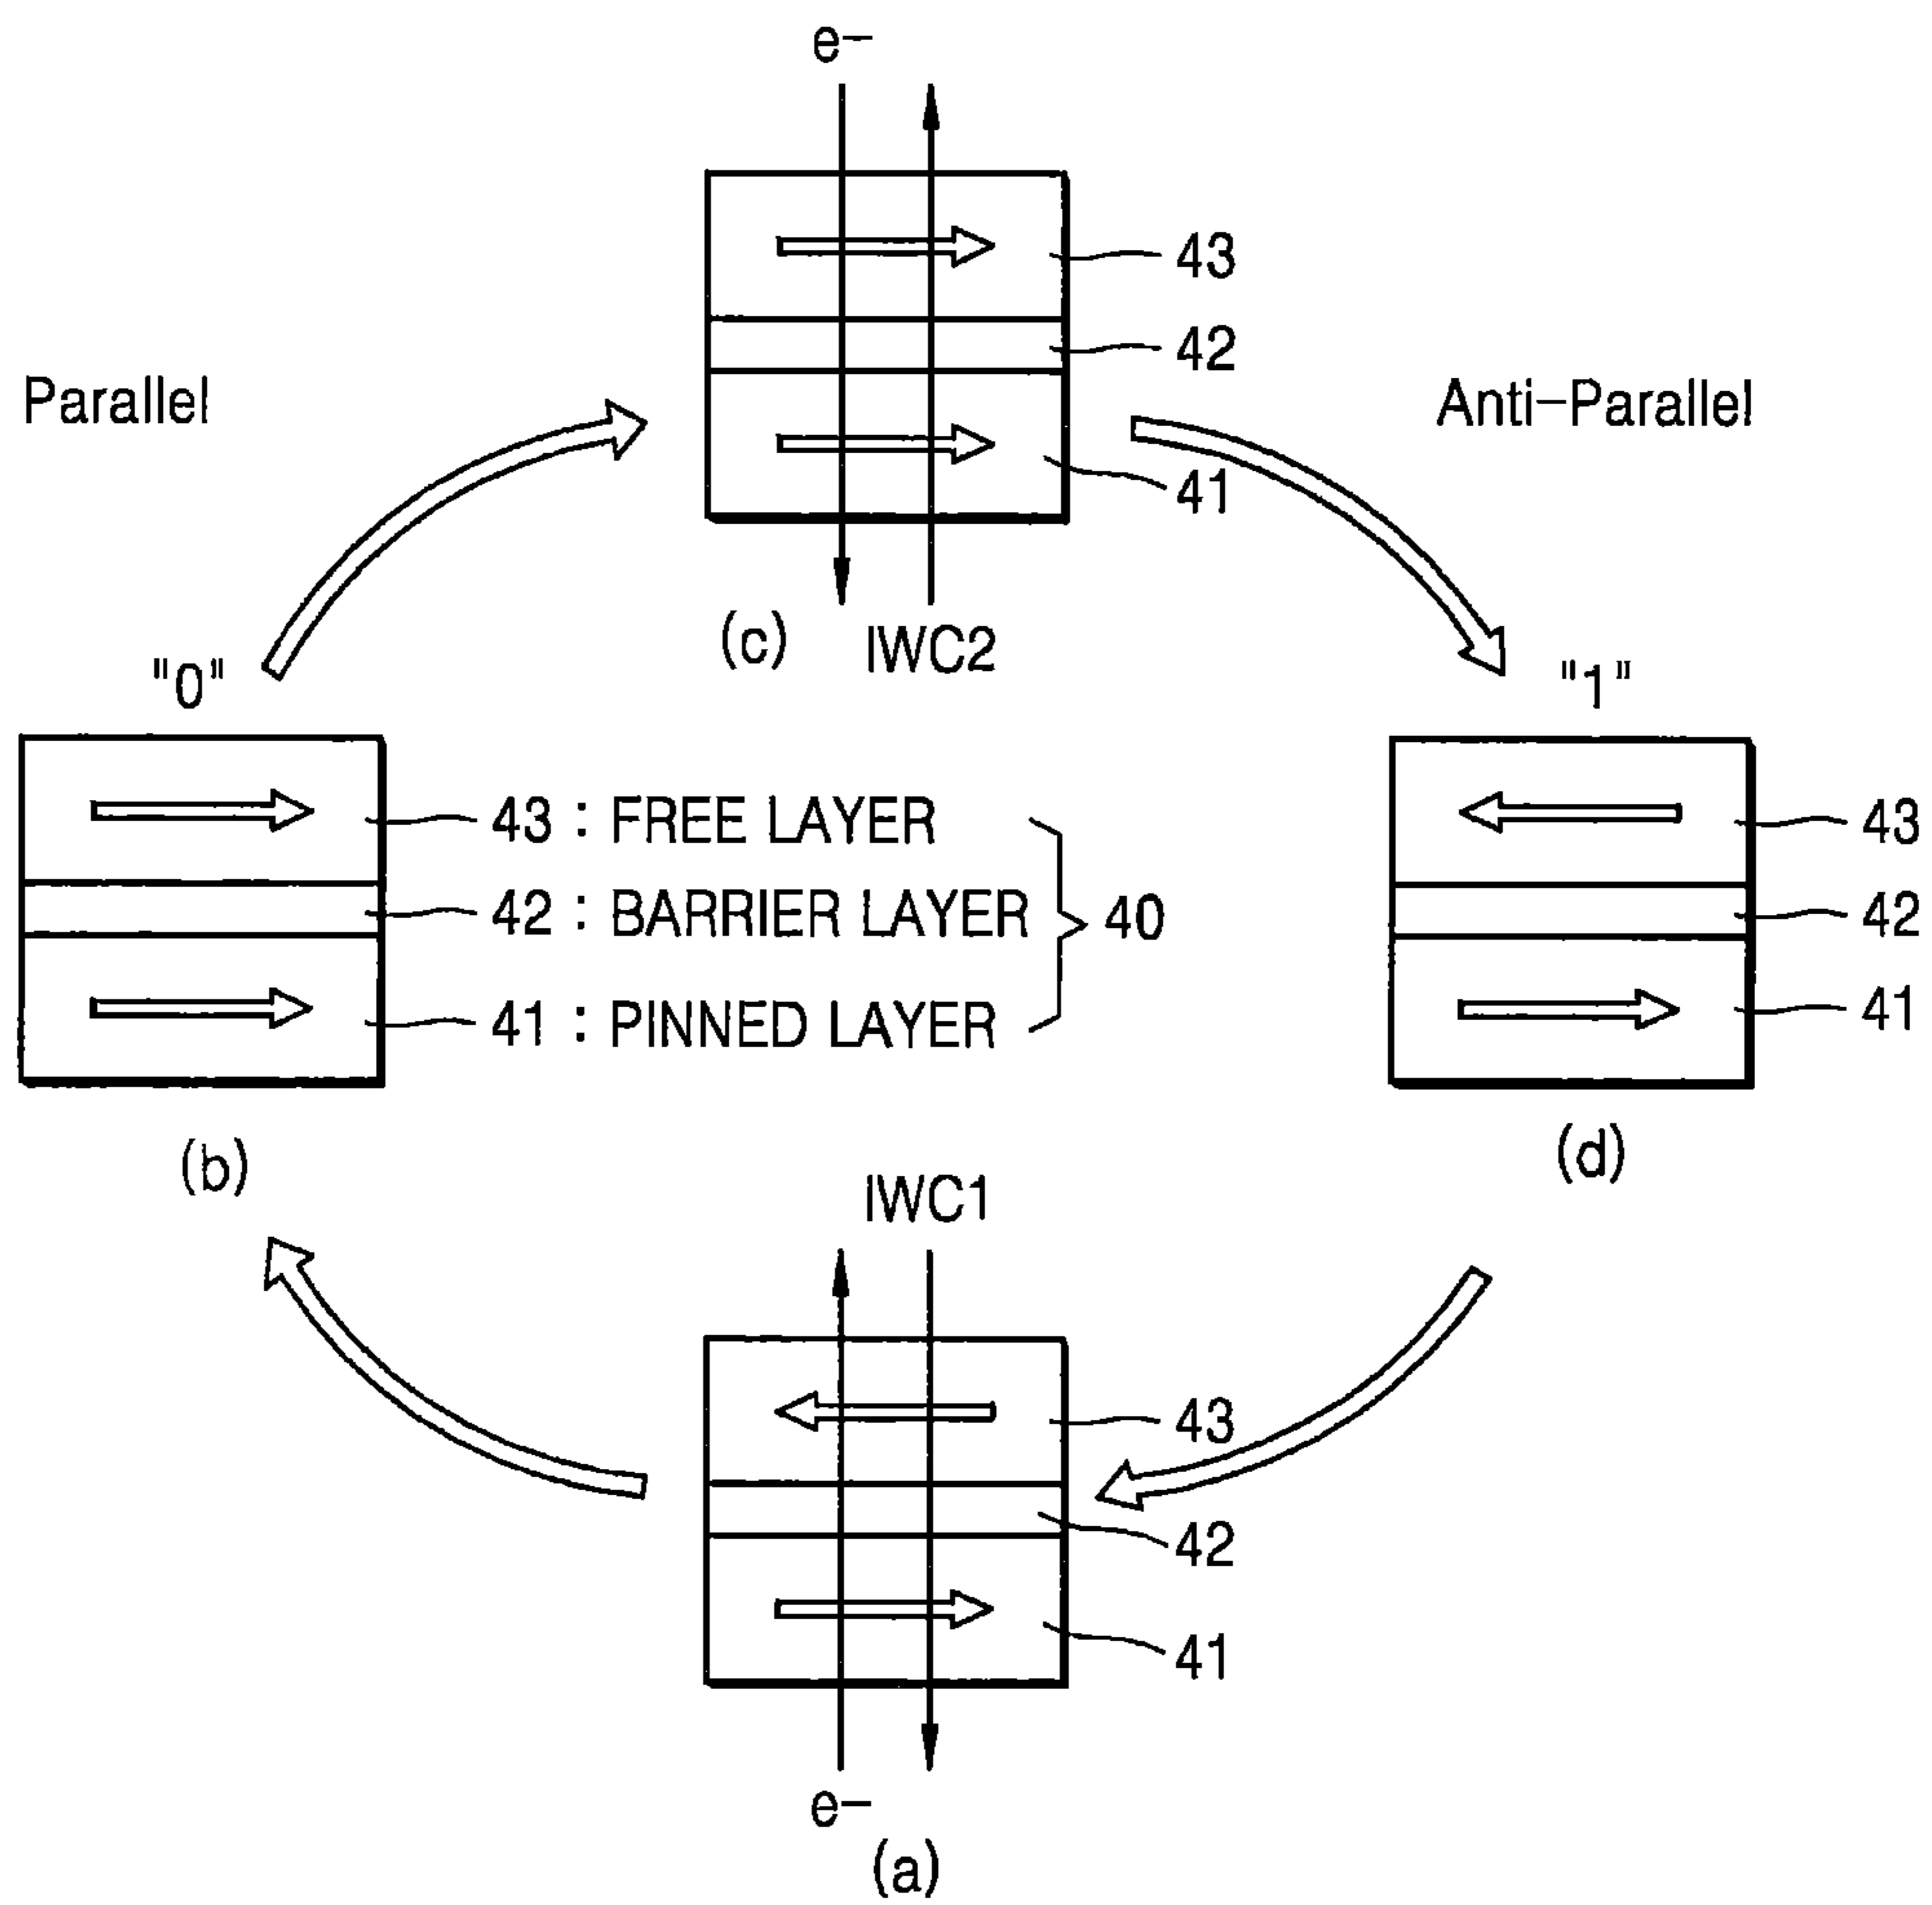 e-
43
42
41
Parallel
Anti-Parallel
(c) IWC2
"0"
"1"
43 : FREE LAYER
42 : BARRIER LAYER
41 : PINNED LAYER
40
43
42
41
(b)
(d)
IWC1
43
42
41
e-
(a)